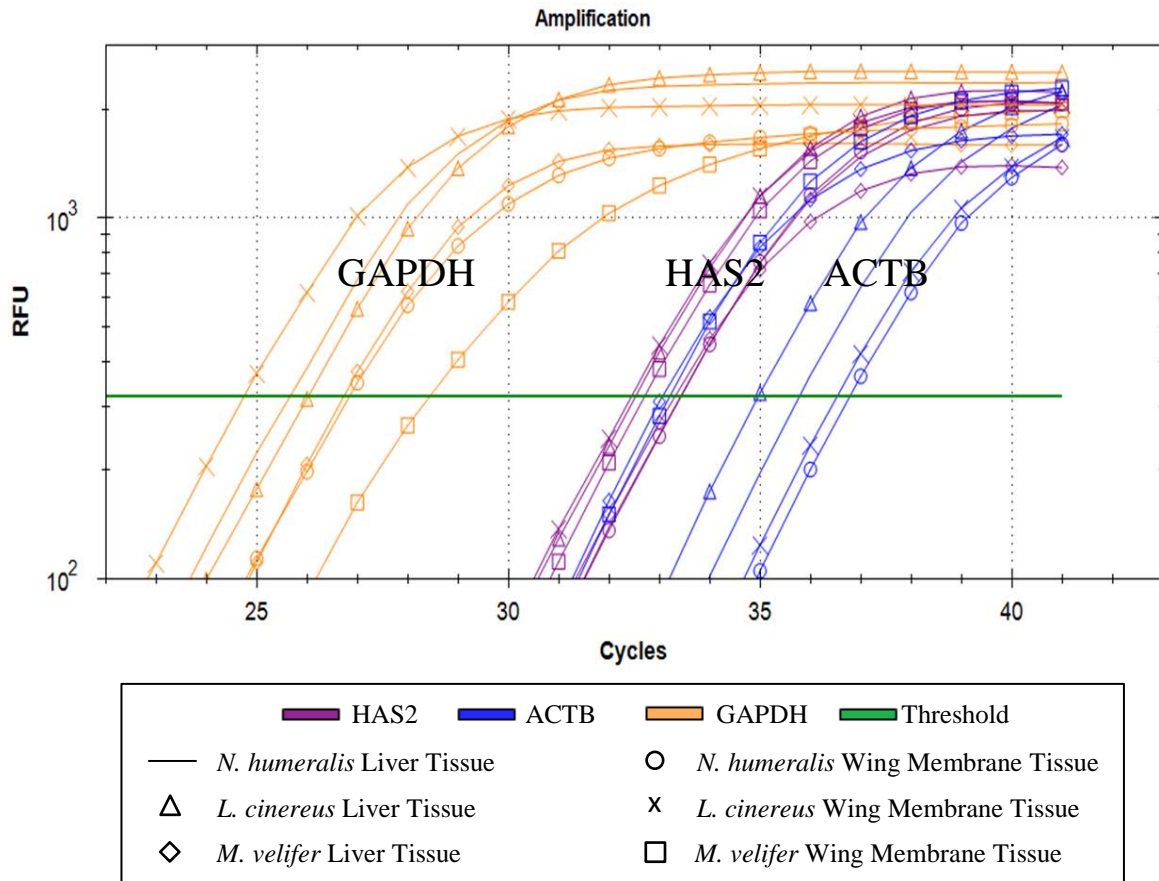 Amplification
10³
GAPDH HAS2 ACTB
RFU
10²
25 30 35 40
Cycles
HAS2 ACTB GAPDH Threshold
N. humeralis Liver Tissue N. humeralis Wing Membrane Tissue
L. cinereus Liver Tissue L. cinereus Wing Membrane Tissue
M. velifer Liver Tissue M. velifer Wing Membrane Tissue